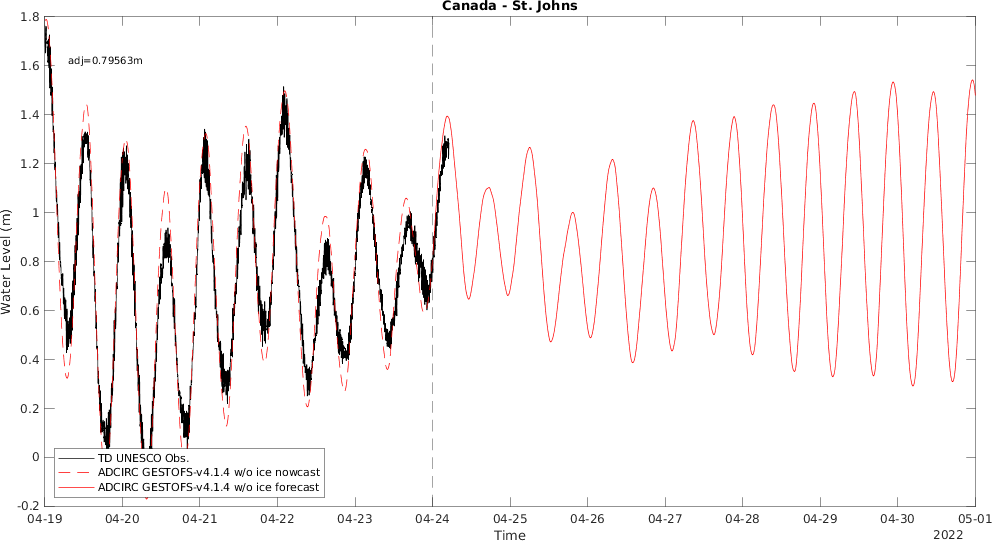 Canada - St. Johns
adj=0.79563m
Water Level (m)
1.8
1.6
1.4
1.2
1
0.8
0.6
0.4
0.2
0
-0.2
TD UNESCO Obs.
ADCIRC GESTOFS-v4.1.4 w/o ice nowcast
ADCIRC GESTOFS-v4.1.4 w/o ice forecast
04-19 04-20 04-21 04-22 04-23 04-24 04-25 04-26 04-27 04-28 04-29 04-30 05-01
Time
2022